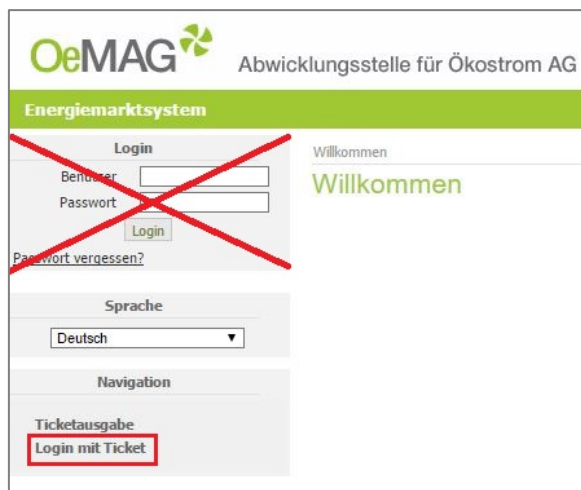 OeMAG
Abwicklungsstelle für Ökostrom AG
Energiemarktsystem
Login
Benutzer
Passwort
Login
Passwort vergessen?
Willkommen
Willkommen
Sprache
Deutsch
Navigation
Ticketausgabe
Login mit Ticket